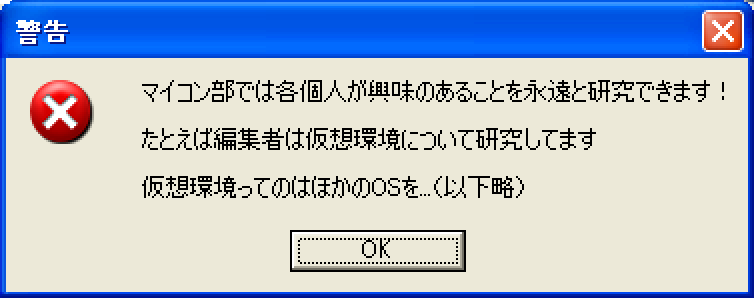 警告
マイコン部では各個人が興味のあることを永遠と研究できます！
たとえば編集者は仮想環境について研究してます
仮想環境ってのはほかのOSを...（以下略）
OK